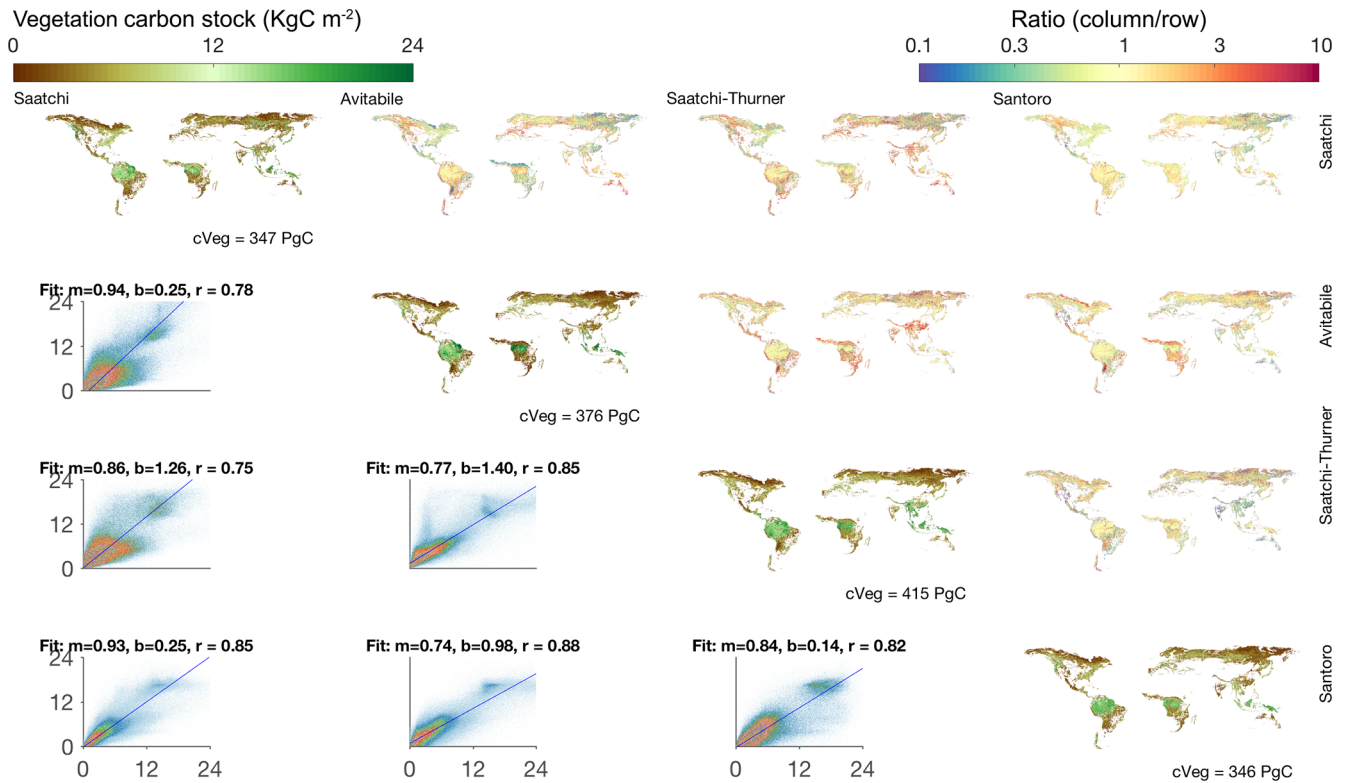 Vegetation carbon stock (KgC m-2)
Ratio (column/row)
0 12 24
0.1 0.3 1 3 10
Saatchi
Avitabile
Saatchi-Thurner
Santoro
Saatchi
cVeg = 347 PgC
Fit: m=0.94, b=0.25, r = 0.78
24
12
0
cVeg = 376 PgC
Avitabile
Fit: m=0.86, b=1.26, r = 0.75
24
12
0
Fit: m=0.77, b=1.40, r = 0.85
cVeg = 415 PgC
Saatchi-Thurner
Fit: m=0.93, b=0.25, r = 0.85
24
12
0
0 12 24
Fit: m=0.74, b=0.98, r = 0.88
0 12 24
Fit: m=0.84, b=0.14, r = 0.82
0 12 24
cVeg = 346 PgC
Santoro